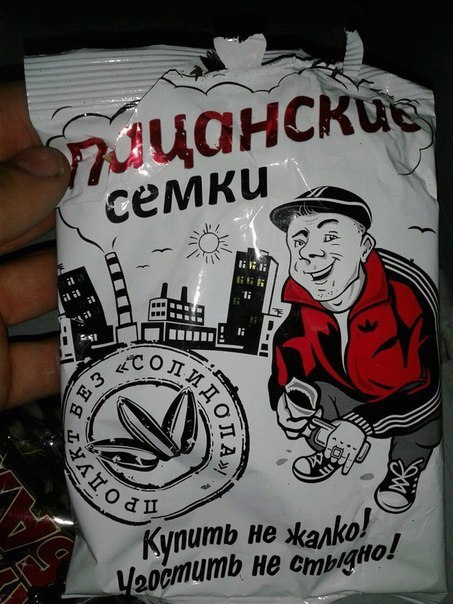 пацанские
семки
ПРОДУКТ БЕЗ «СОЛИДОЛА»
Купить не жалко!
Угостить не стыдно!